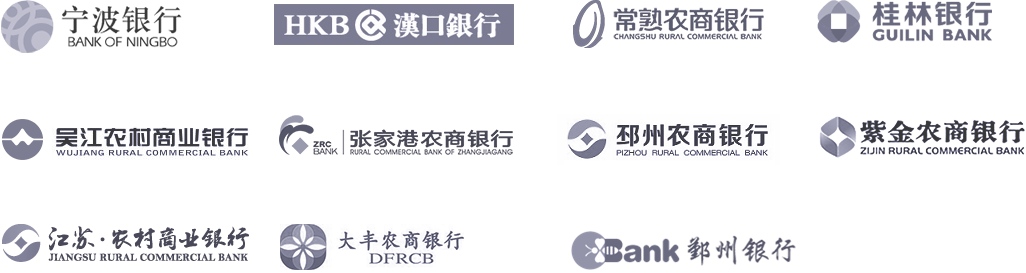 宁波银行
BANK OF NINGBO
HKB 漢口銀行
常熟农商银行
CHANGSHU RURAL COMMERCIAL BANK
桂林银行
GUILIN BANK
吴江农村商业银行
WUJIANG RURAL COMMERCIAL BANK
ZRC
BANK
张家港农商银行
RURAL COMMERCIAL BANK OF ZHANGJIAGANG
邳州农商银行
PIZHOU RURAL COMMERCIAL BANK
紫金农商银行
ZIJIN RURAL COMMERCIAL BANK
江苏·农村商业银行
JIANGSU RURAL COMMERCIAL BANK
大丰农商银行
DFRCB
Bank 鄞州银行